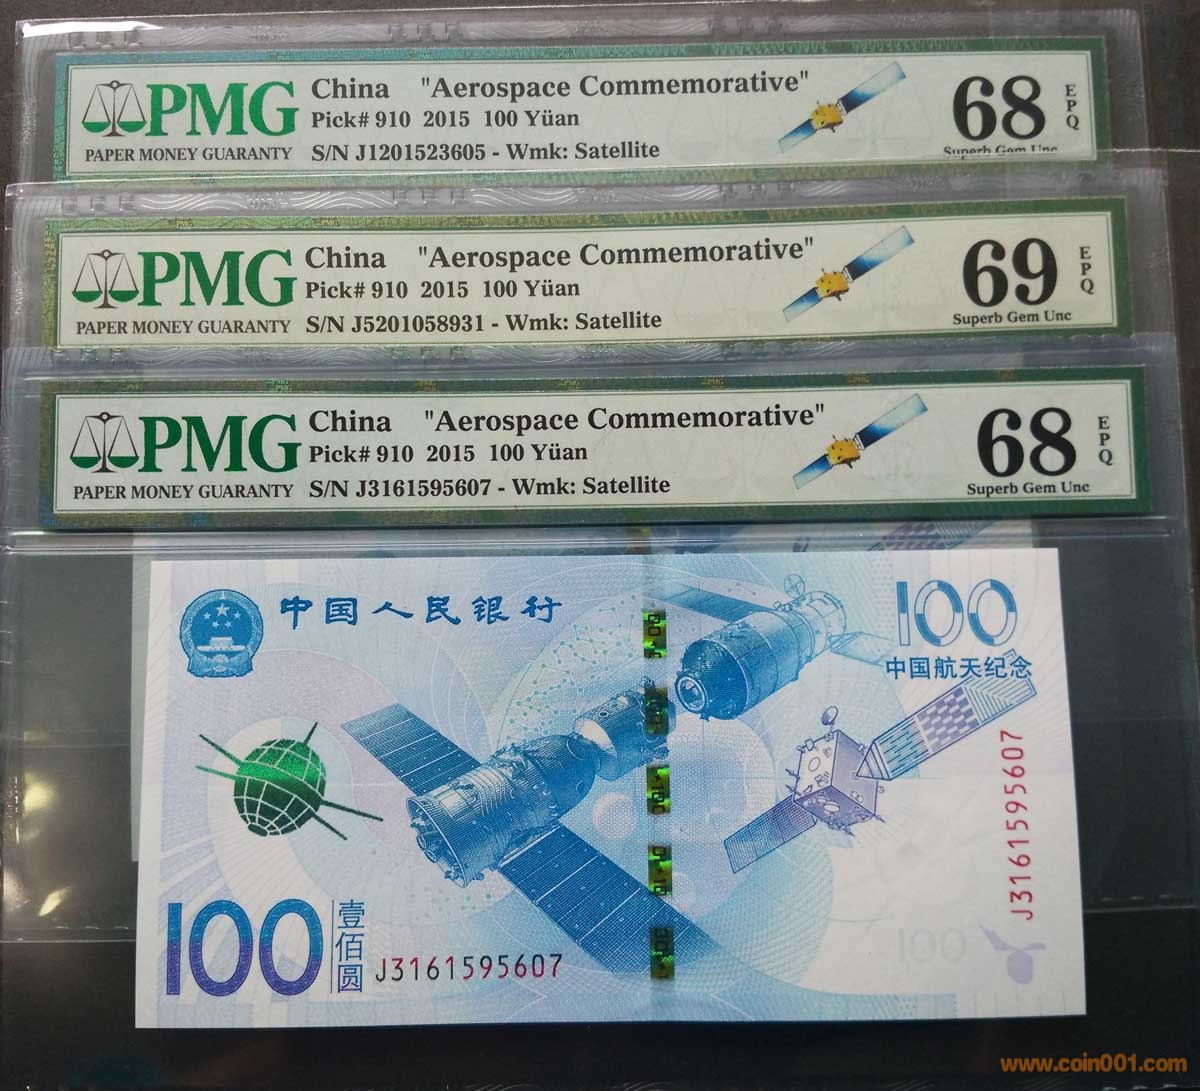 PMG
PAPER MONEY GUARANTY
China "Aerospace Commemorative"
Pick# 910 2015 100 Yüan
S/N J1201523605 - Wmk: Satellite
68
EPQ
Superb Gem Unc
PMG
PAPER MONEY GUARANTY
China "Aerospace Commemorative"
Pick# 910 2015 100 Yüan
S/N J5201058931 - Wmk: Satellite
69
EPQ
Superb Gem Unc
PMG
PAPER MONEY GUARANTY
China "Aerospace Commemorative"
Pick# 910 2015 100 Yüan
S/N J3161595607 - Wmk: Satellite
68
EPQ
Superb Gem Unc
中国人民银行
100
中国航天纪念
J3161595607
100
壹佰圆
J3161595607
100
www.coin001.com